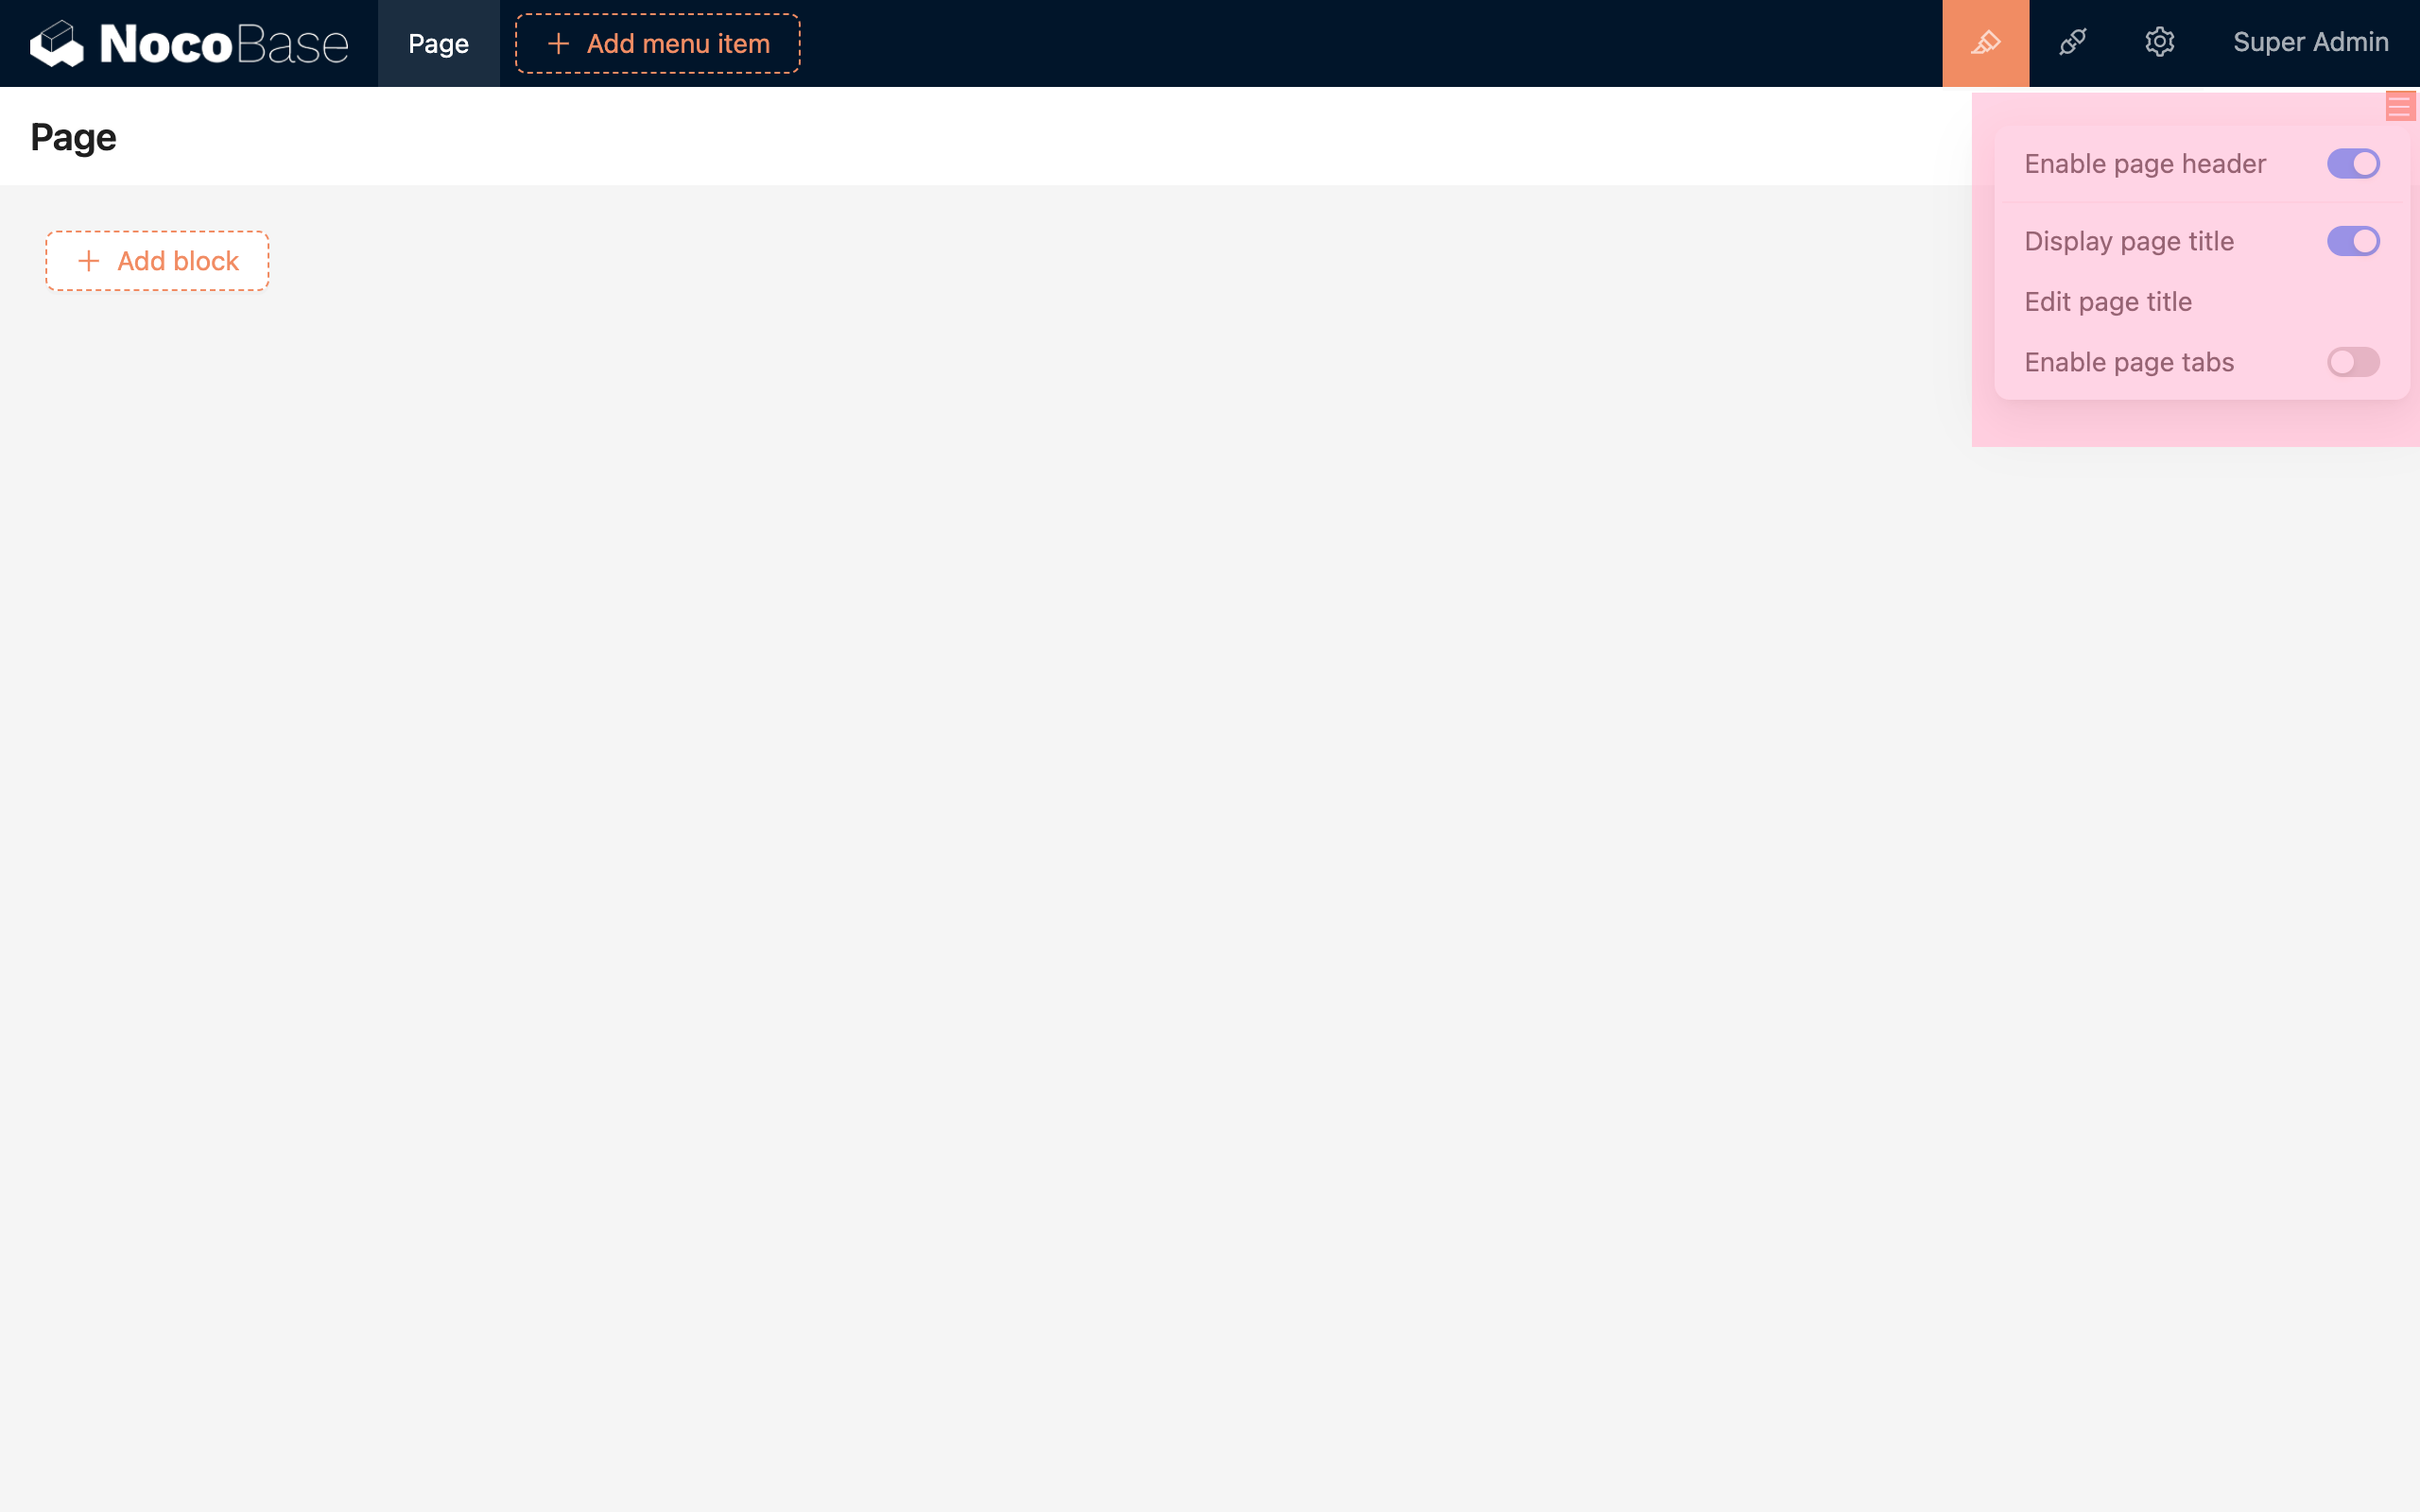 NocoBase
Page
+ Add menu item
Super Admin
Page
Enable page header
Display page title
+ Add block
Edit page title
Enable page tabs